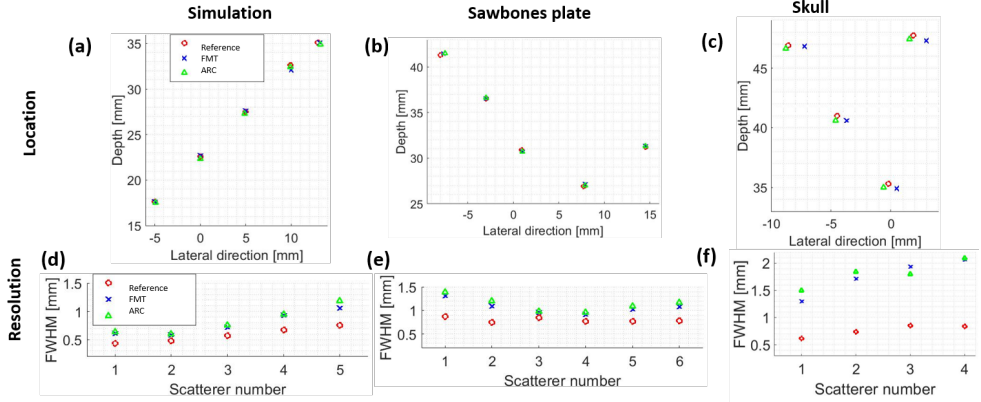 Simulation
Sawbones plate
Skull
Location
(a)
Reference
FMT
ARC
35
30
25
20
15
Depth [mm]
-5 0 5 10
Lateral direction [mm]
(b)
45
40
35
30
25
Depth [mm]
-5 0 5 10 15
Lateral direction [mm]
(c)
45
40
35
Depth [mm]
-10 -5 0
Lateral direction [mm]
Resolution
(d)
Reference
FMT
ARC
1.5
1
0.5
FWHM [mm]
1 2 3 4 5
Scatterer number
(e)
1.5
1
0.5
FWHM [mm]
1 2 3 4 5 6
Scatterer number
(f)
2
1.5
1
0.5
FWHM [mm]
1 2 3 4
Scatterer number